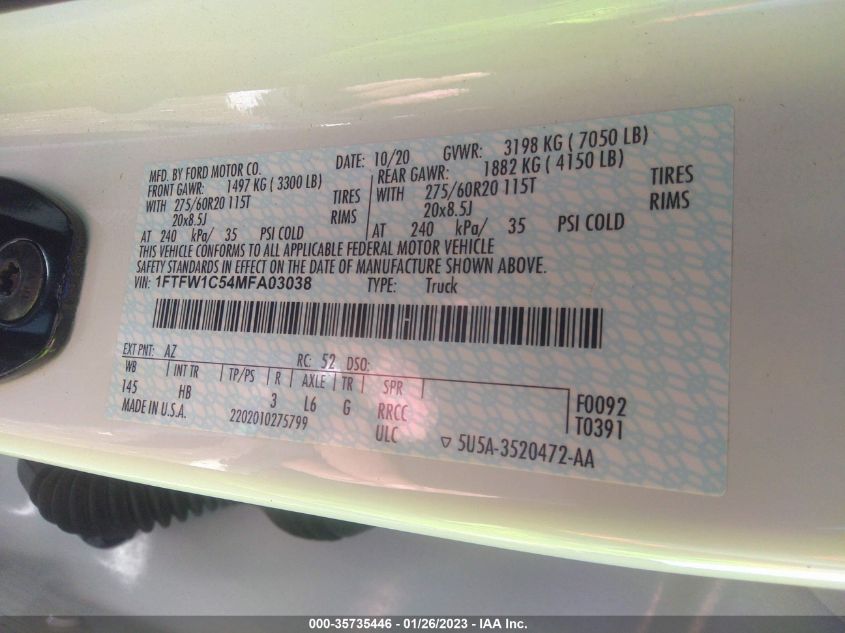 MFD. BY FORD MOTOR CO. DATE: 10/20 GVWR: 3198 KG ( 7050 LB)
FRONT GAWR: 1497 KG ( 3300 LB) REAR GAWR: 1882 KG ( 4150 LB)
WITH 275/60R20 115T TIRES WITH 275/60R20 115T TIRES
20x8.5J RIMS 20x8.5J RIMS
AT 240 kPa/ 35 PSI COLD AT 240 kPa/ 35 PSI COLD
THIS VEHICLE CONFORMS TO ALL APPLICABLE FEDERAL MOTOR VEHICLE
SAFETY STANDARDS IN EFFECT ON THE DATE OF MANUFACTURE SHOWN ABOVE.
VIN: 1FTFW1C54MFA03038 TYPE: Truck
EXT PNT: AZ RC: 52 DSO:
WB INT TR TP/PS R AXLE TR SPR
145 HB 3 L6 G RRCC F0092
MADE IN U.S.A. 2202010275799 ULC T0391
▽ 5U5A-3520472-AA
000-35735446 - 01/26/2023 - IAA Inc.